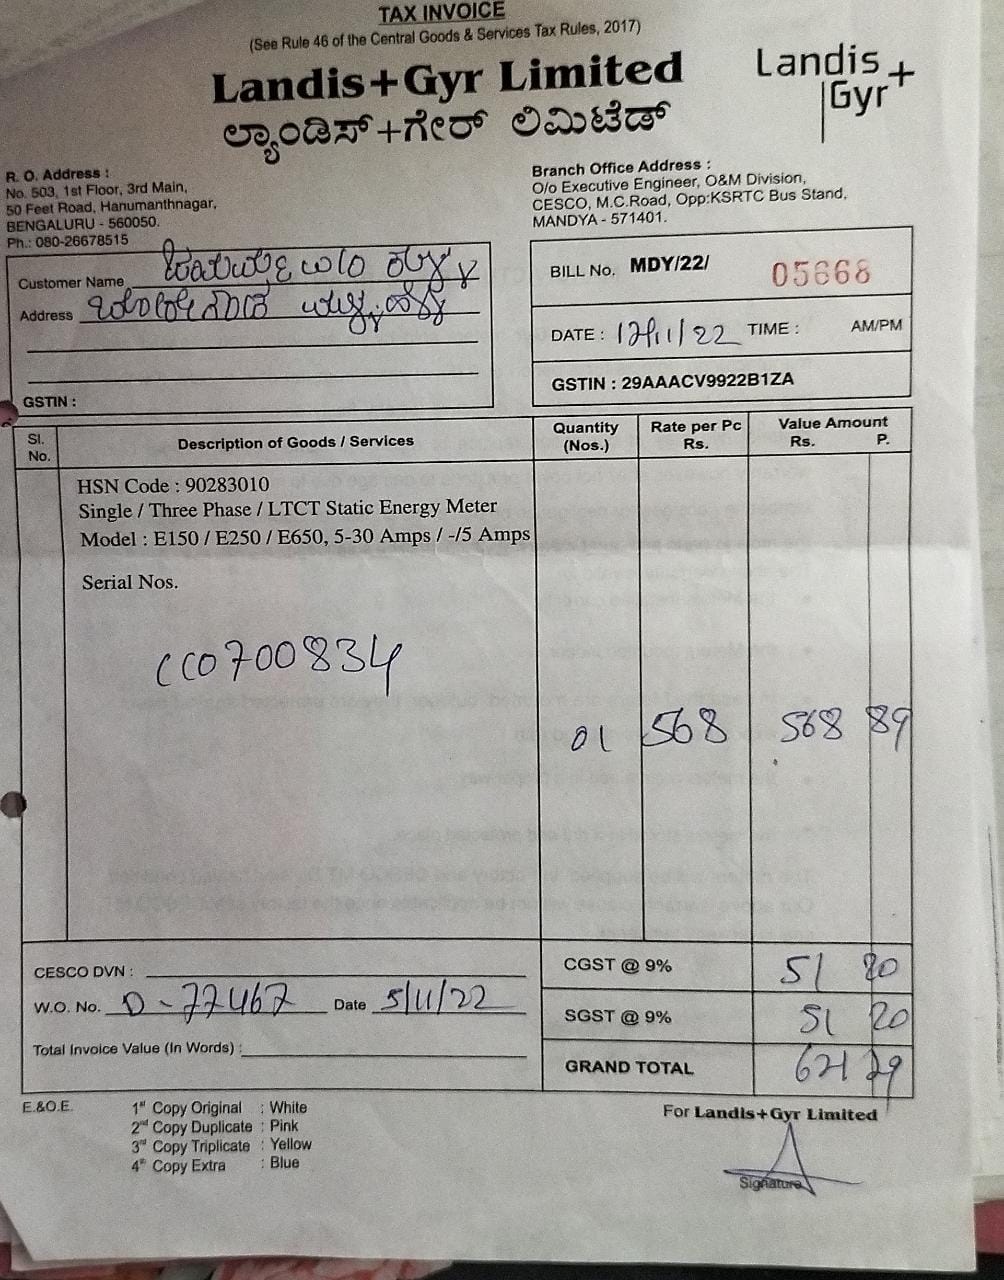 TAX INVOICE
(See Rule 46 of the Central Goods & Services Tax Rules, 2017)
Landis+Gyr Limited
ಲ್ಯಾಂಡಿಸ್+ಗೇರ್ ಲಿಮಿಟೆಡ್
Landis
Gyr+
R. O. Address :
No. 503, 1st Floor, 3rd Main,
50 Feet Road, Hanumanthnagar,
BENGALURU - 560050.
Ph.: 080-26678515
Branch Office Address :
O/o Executive Engineer, O&M Division,
CESCO, M.C.Road, Opp:KSRTC Bus Stand,
MANDYA - 571401.
Customer Name
Address
GSTIN :
BILL No. MDY/22/ 05668
DATE : 17/11/22 TIME : AM/PM
GSTIN : 29AAACV9922B1ZA
Sl. No. Description of Goods / Services Quantity (Nos.) Rate per Pc Rs. Value Amount Rs. P.
HSN Code : 90283010
Single / Three Phase / LTCT Static Energy Meter
Model : E150 / E250 / E650, 5-30 Amps / -/5 Amps
Serial Nos.
CC0700834
01 568 568 89
CESCO DVN :
W.O. No. D-77467 Date 5/11/22
Total Invoice Value (In Words) :
CGST @ 9% 51 20
SGST @ 9% 51 20
GRAND TOTAL 671 29
E.&O.E.
1st Copy Original : White
2nd Copy Duplicate : Pink
3rd Copy Triplicate : Yellow
4th Copy Extra : Blue
For Landis+Gyr Limited
Signature